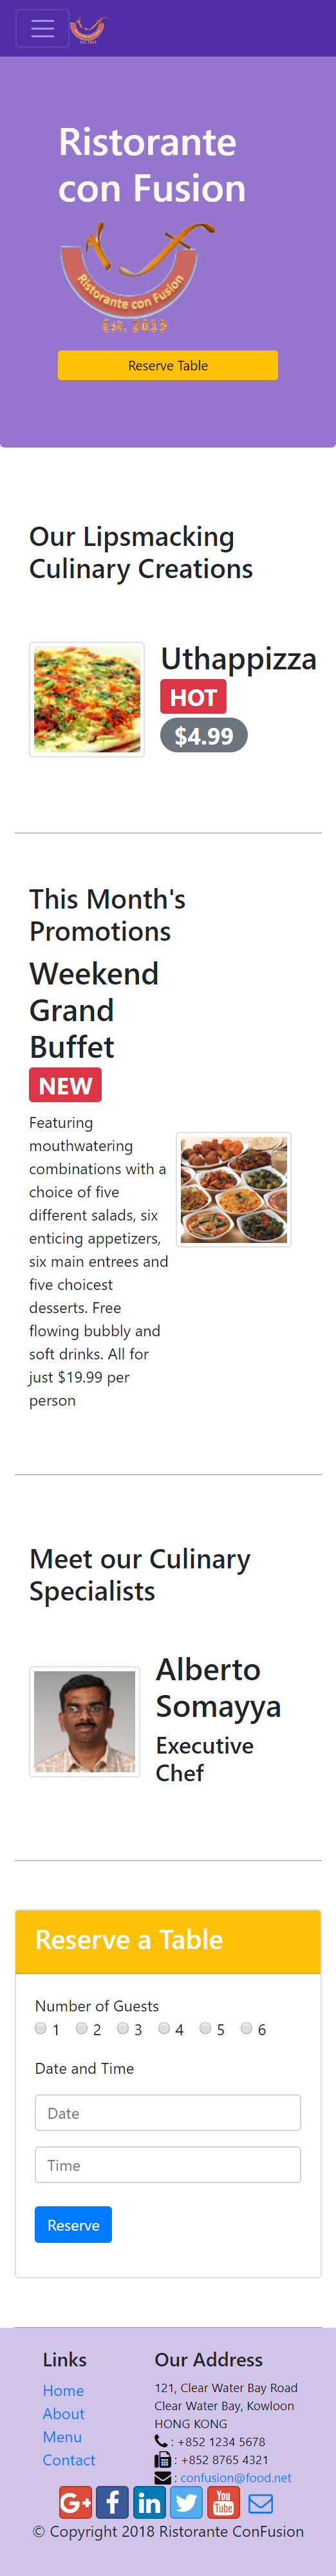 Ristorante
con Fusion
Ristorante con Fusion
Est. 2013
Reserve Table
Our Lipsmacking
Culinary Creations
Uthappizza
HOT
$4.99
This Month's
Promotions
Weekend
Grand
Buffet
NEW
Featuring
mouthwatering
combinations with a
choice of five
different salads, six
enticing appetizers,
six main entrees and
five choicest
desserts. Free
flowing bubbly and
soft drinks. All for
just $19.99 per
person
Meet our Culinary
Specialists
Alberto
Somayya
Executive
Chef
Reserve a Table
Number of Guests
1 2 3 4 5 6
Date and Time
Date
Time
Reserve
Links
Home
About
Menu
Contact
Our Address
121, Clear Water Bay Road
Clear Water Bay, Kowloon
HONG KONG
: +852 1234 5678
: +852 8765 4321
: confusion@food.net
G+ f in You Tube
© Copyright 2018 Ristorante ConFusion